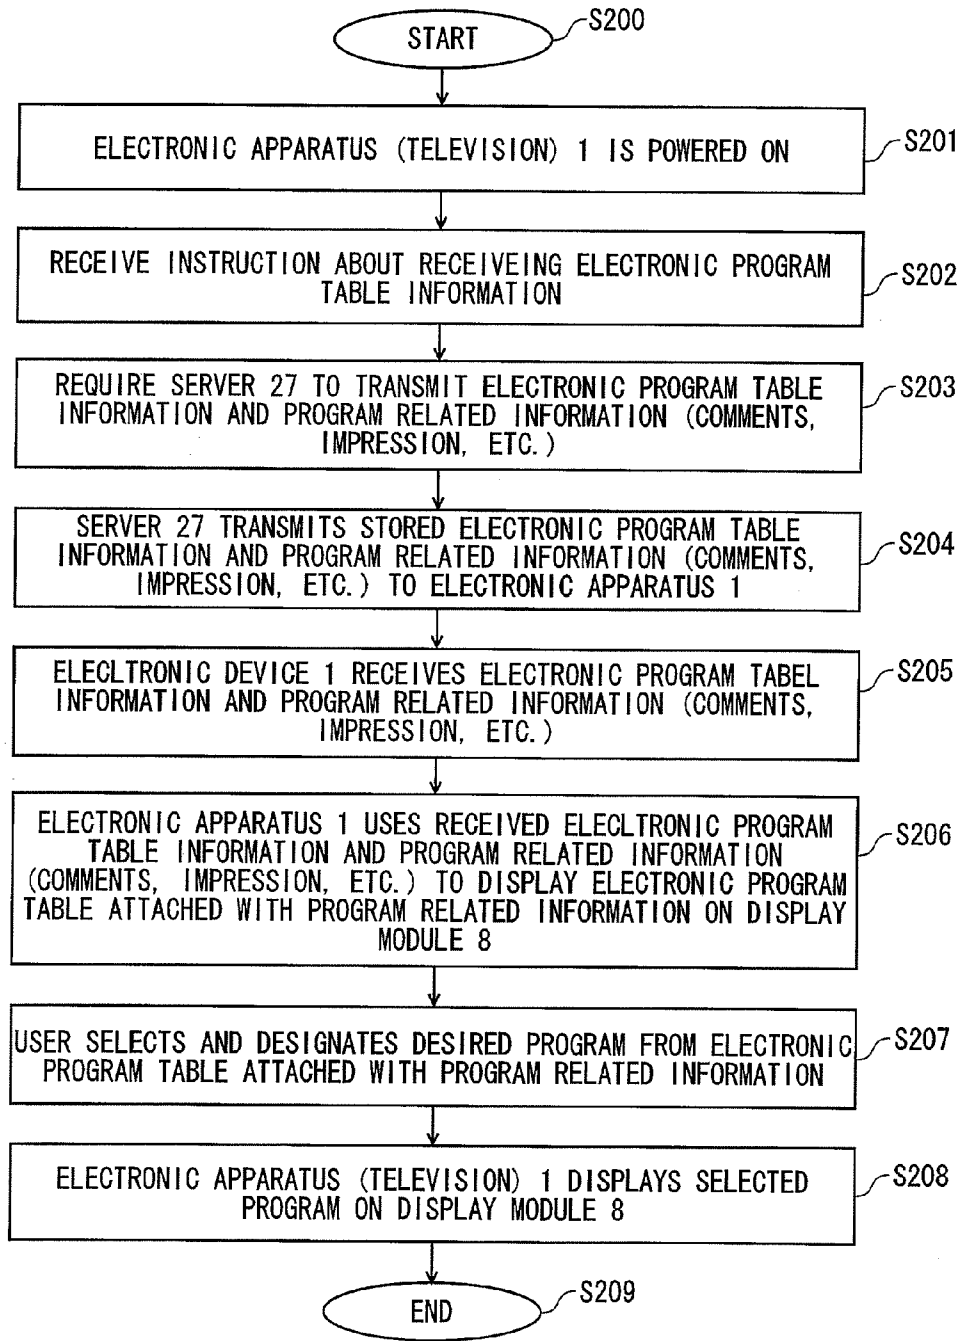 START
S200
ELECTRONIC APPARATUS (TELEVISION) 1 IS POWERED ON
S201
RECEIVE INSTRUCTION ABOUT RECEIVEING ELECTRONIC PROGRAM
TABLE INFORMATION
S202
REQUIRE SERVER 27 TO TRANSMIT ELECTRONIC PROGRAM TABLE
INFORMATION AND PROGRAM RELATED INFORMATION (COMMENTS,
IMPRESSION, ETC.)
S203
SERVER 27 TRANSMITS STORED ELECTRONIC PROGRAM TABLE
INFORMATION AND PROGRAM RELATED INFORMATION (COMMENTS,
IMPRESSION, ETC.) TO ELECTRONIC APPARATUS 1
S204
ELECLTRONIC DEVICE 1 RECEIVES ELECTRONIC PROGRAM TABEL
INFORMATION AND PROGRAM RELATED INFORMATION (COMMENTS,
IMPRESSION, ETC.)
S205
ELECTRONIC APPARATUS 1 USES RECEIVED ELECLTRONIC PROGRAM
TABLE INFORMATION AND PROGRAM RELATED INFORMATION
(COMMENTS, IMPRESSION, ETC.) TO DISPLAY ELECTRONIC PROGRAM
TABLE ATTACHED WITH PROGRAM RELATED INFORMATION ON DISPLAY
MODULE 8
S206
USER SELECTS AND DESIGNATES DESIRED PROGRAM FROM ELECTRONIC
PROGRAM TABLE ATTACHED WITH PROGRAM RELATED INFORMATION
S207
ELECTRONIC APPARATUS (TELEVISION) 1 DISPLAYS SELECTED
PROGRAM ON DISPLAY MODULE 8
S208
END
S209